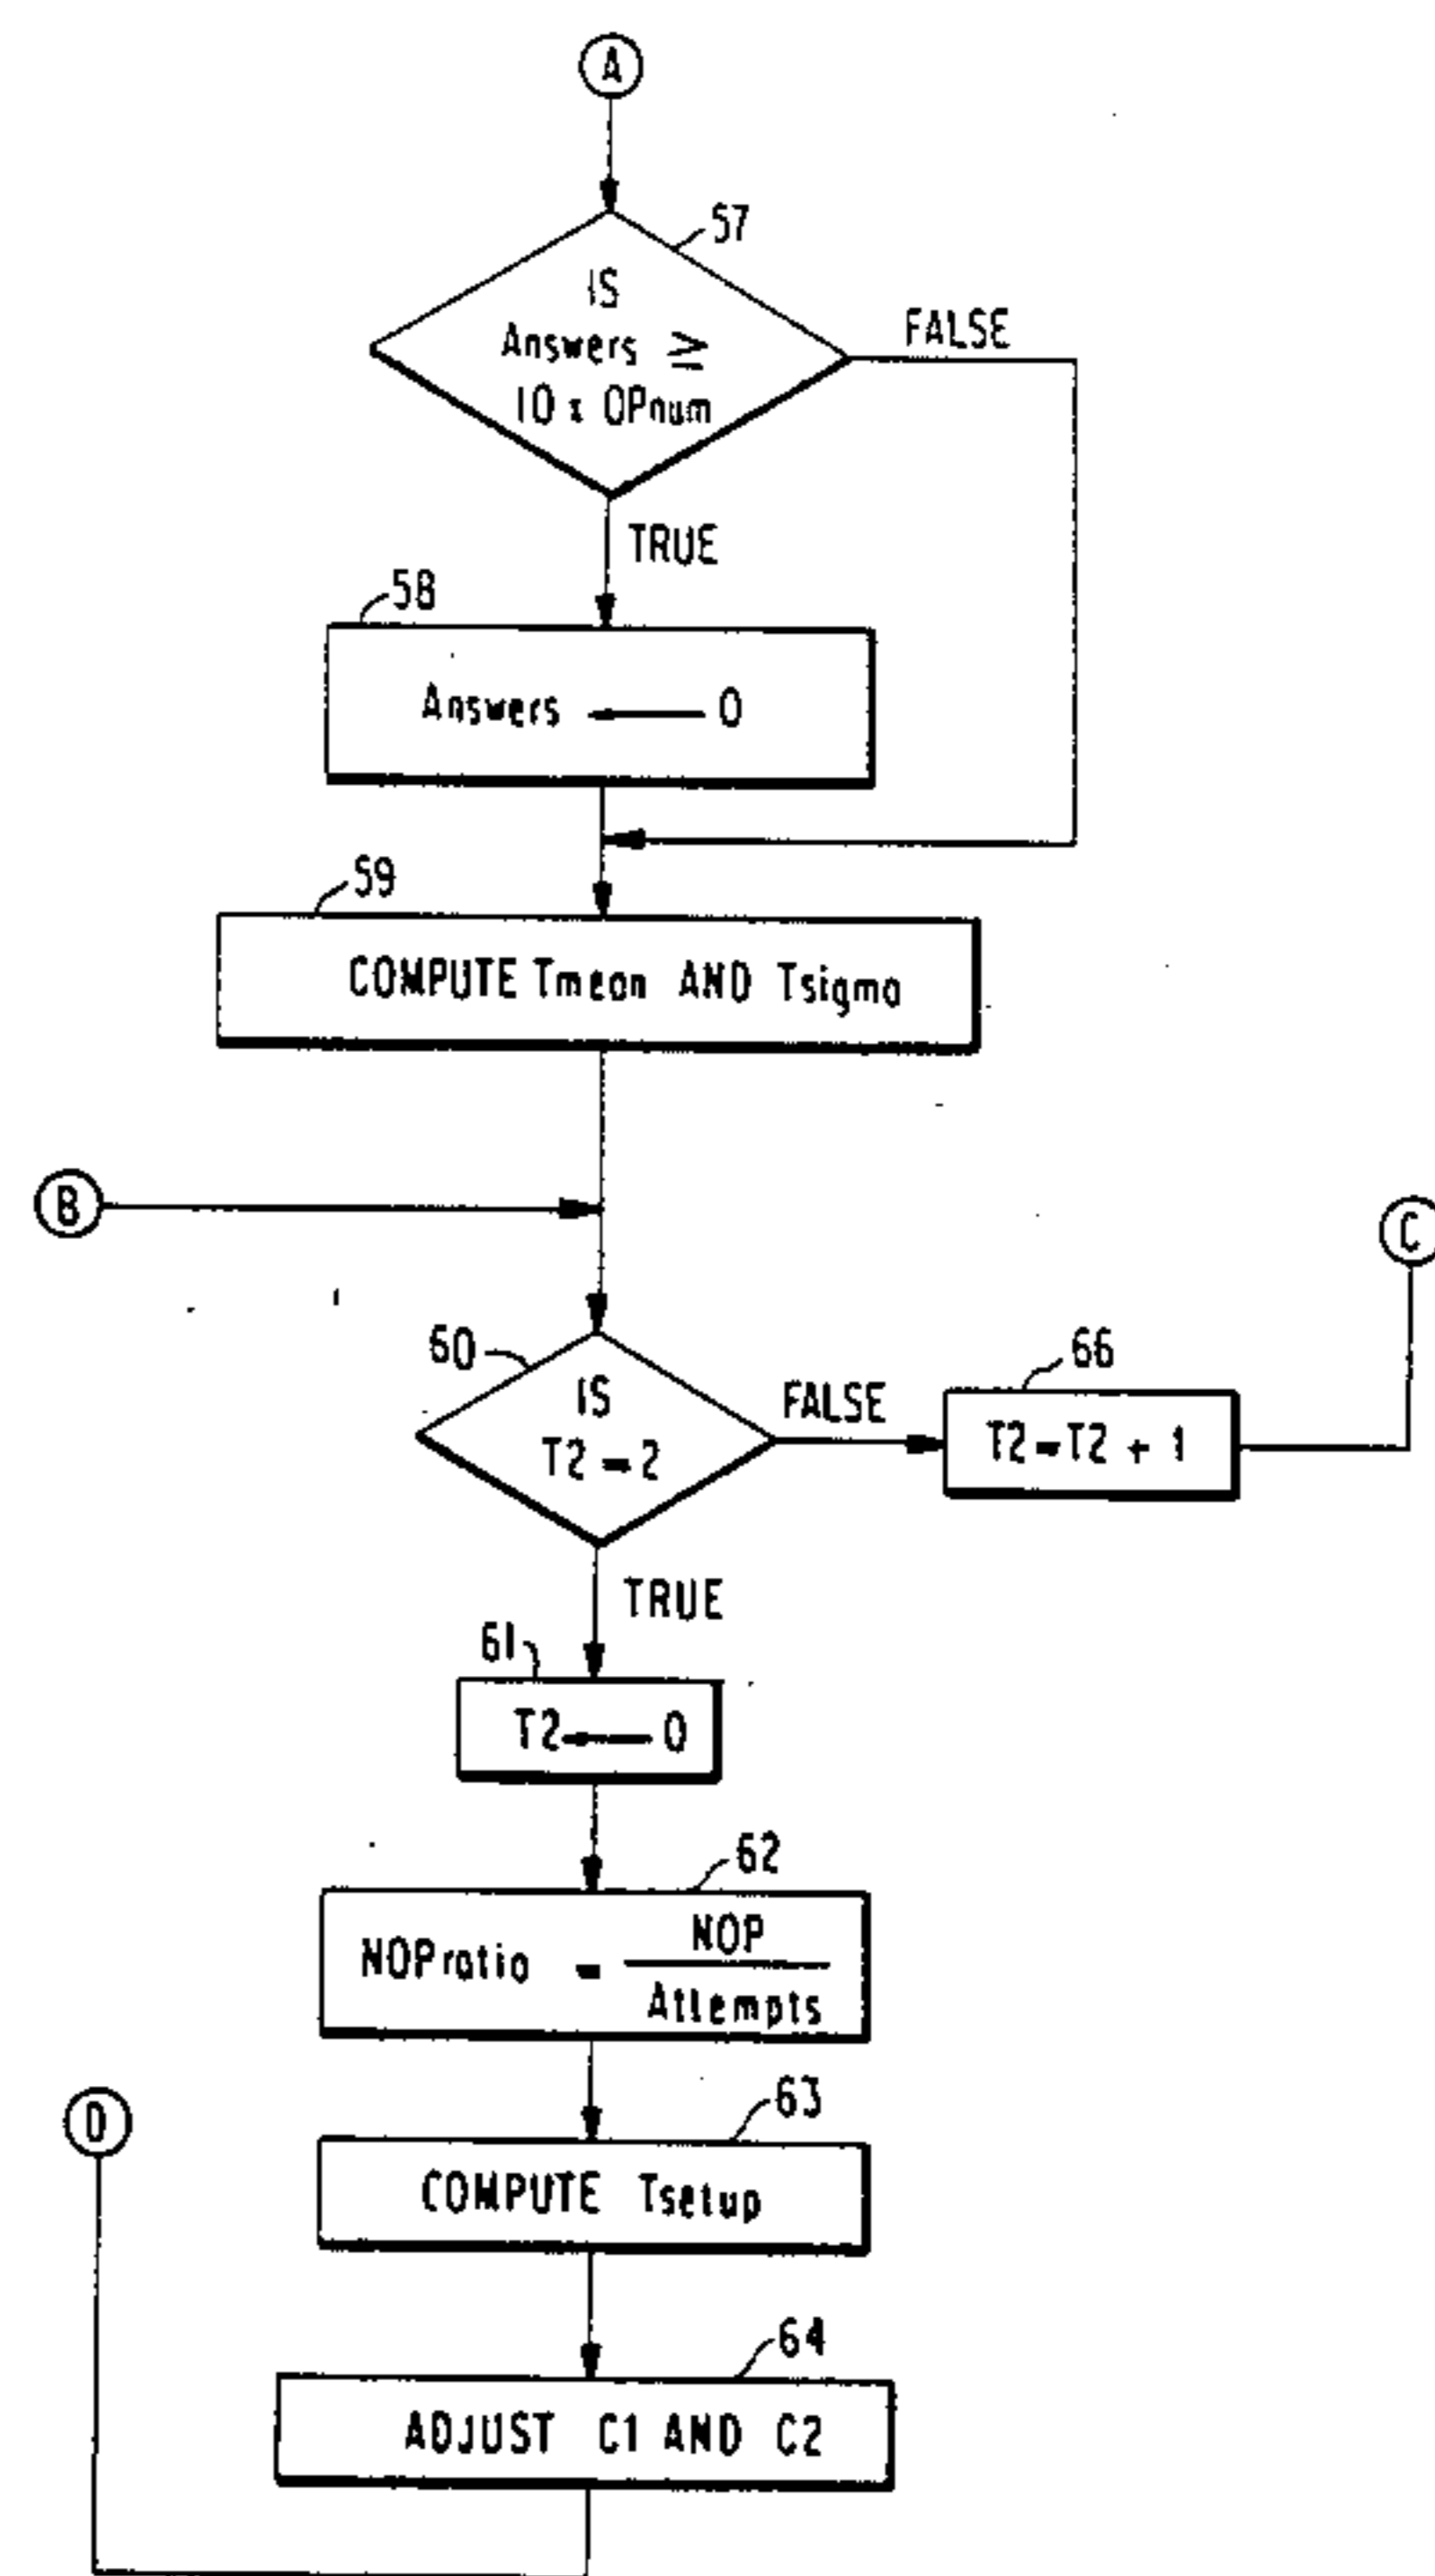 A
57
IS
Answers ≥
10 x OPnum
FALSE
TRUE
58
Answers ← 0
59
COMPUTE Tmean AND Tsigma
B
C
60
IS
T2 = 2
FALSE
66
T2 = T2 + 1
TRUE
61
T2 ← 0
62
NOPratio = NOP
Attempts
D
63
COMPUTE Tsetup
64
ADJUST C1 AND C2